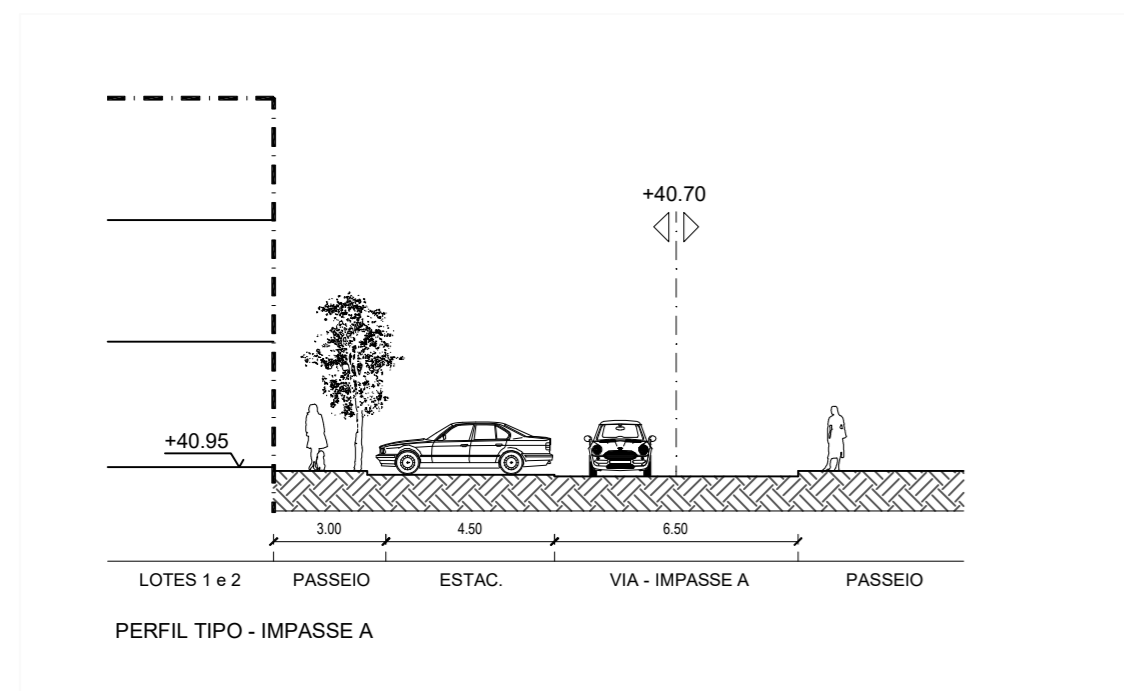 +40.70
+40.95
3.00 4.50 6.50
LOTES 1 e 2 PASSEIO ESTAC. VIA - IMPASSE A PASSEIO
PERFIL TIPO - IMPASSE A